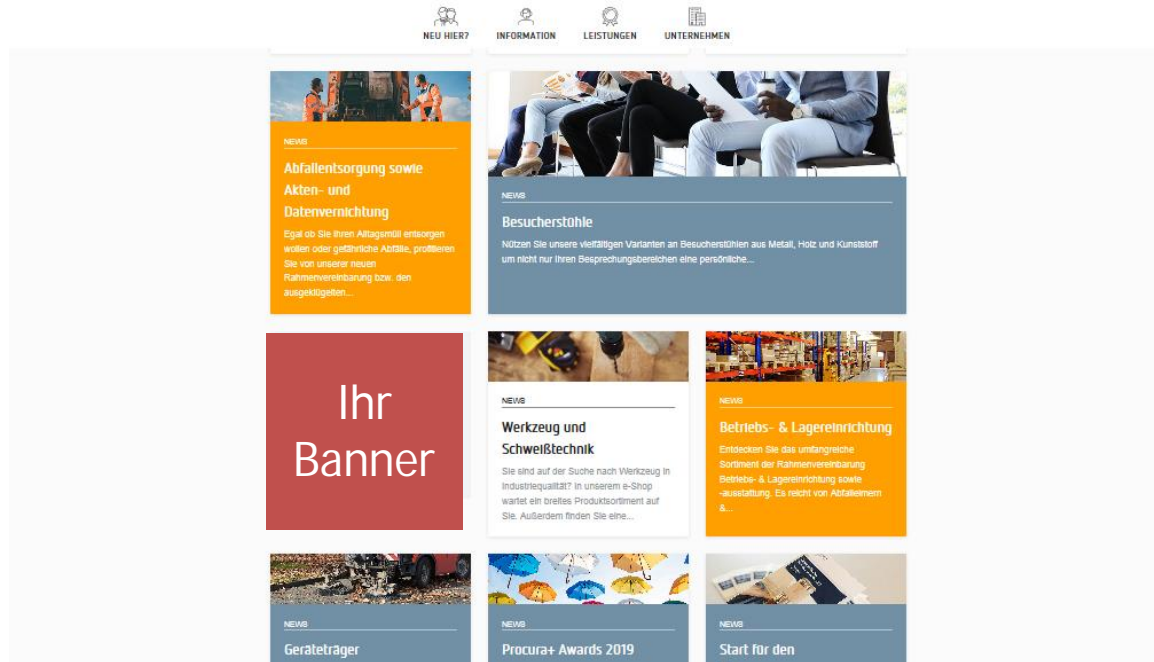 NEU HIER?
INFORMATION
LEISTUNGEN
UNTERNEHMEN
NEWS
Abfallentsorgung sowie
Akten- und
Datenvernichtung
Egal ob Sie Ihren Alltagsmüll entsorgen
wollen oder gefährliche Abfälle, profitieren
Sie von unserer neuen
Rahmenvereinbarung bzw. den
ausgeklügelten...
NEWS
Besucherstühle
Nützen Sie unsere vielfältigen Varianten an Besucherstühlen aus Metall, Holz und Kunststoff
um nicht nur Ihren Besprechungsbereichen eine persönliche...
Ihr
Banner
NEWS
Werkzeug und
Schweißtechnik
Sie sind auf der Suche nach Werkzeug in
Industriequalität? In unserem e-Shop
wartet ein breites Produktsortiment auf
Sie. Außerdem finden Sie eine...
NEWS
Betriebs- & Lagereinrichtung
Entdecken Sie das umfangreiche
Sortiment der Rahmenvereinbarung
Betriebs- & Lagereinrichtung sowie
-ausstattung. Es reicht von Abfalleimern
&...
NEWS
Geräteträger
NEWS
Procura+ Awards 2019
NEWS
Start für den